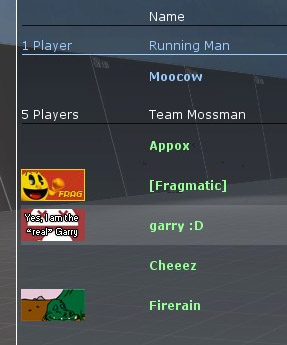 Name
1 Player Running Man
Moocow
5 Players Team Mossman
Appox
FRAG [Fragmatic]
Yes, I am the
*real* Garry garry :D
Cheeez
Firerain